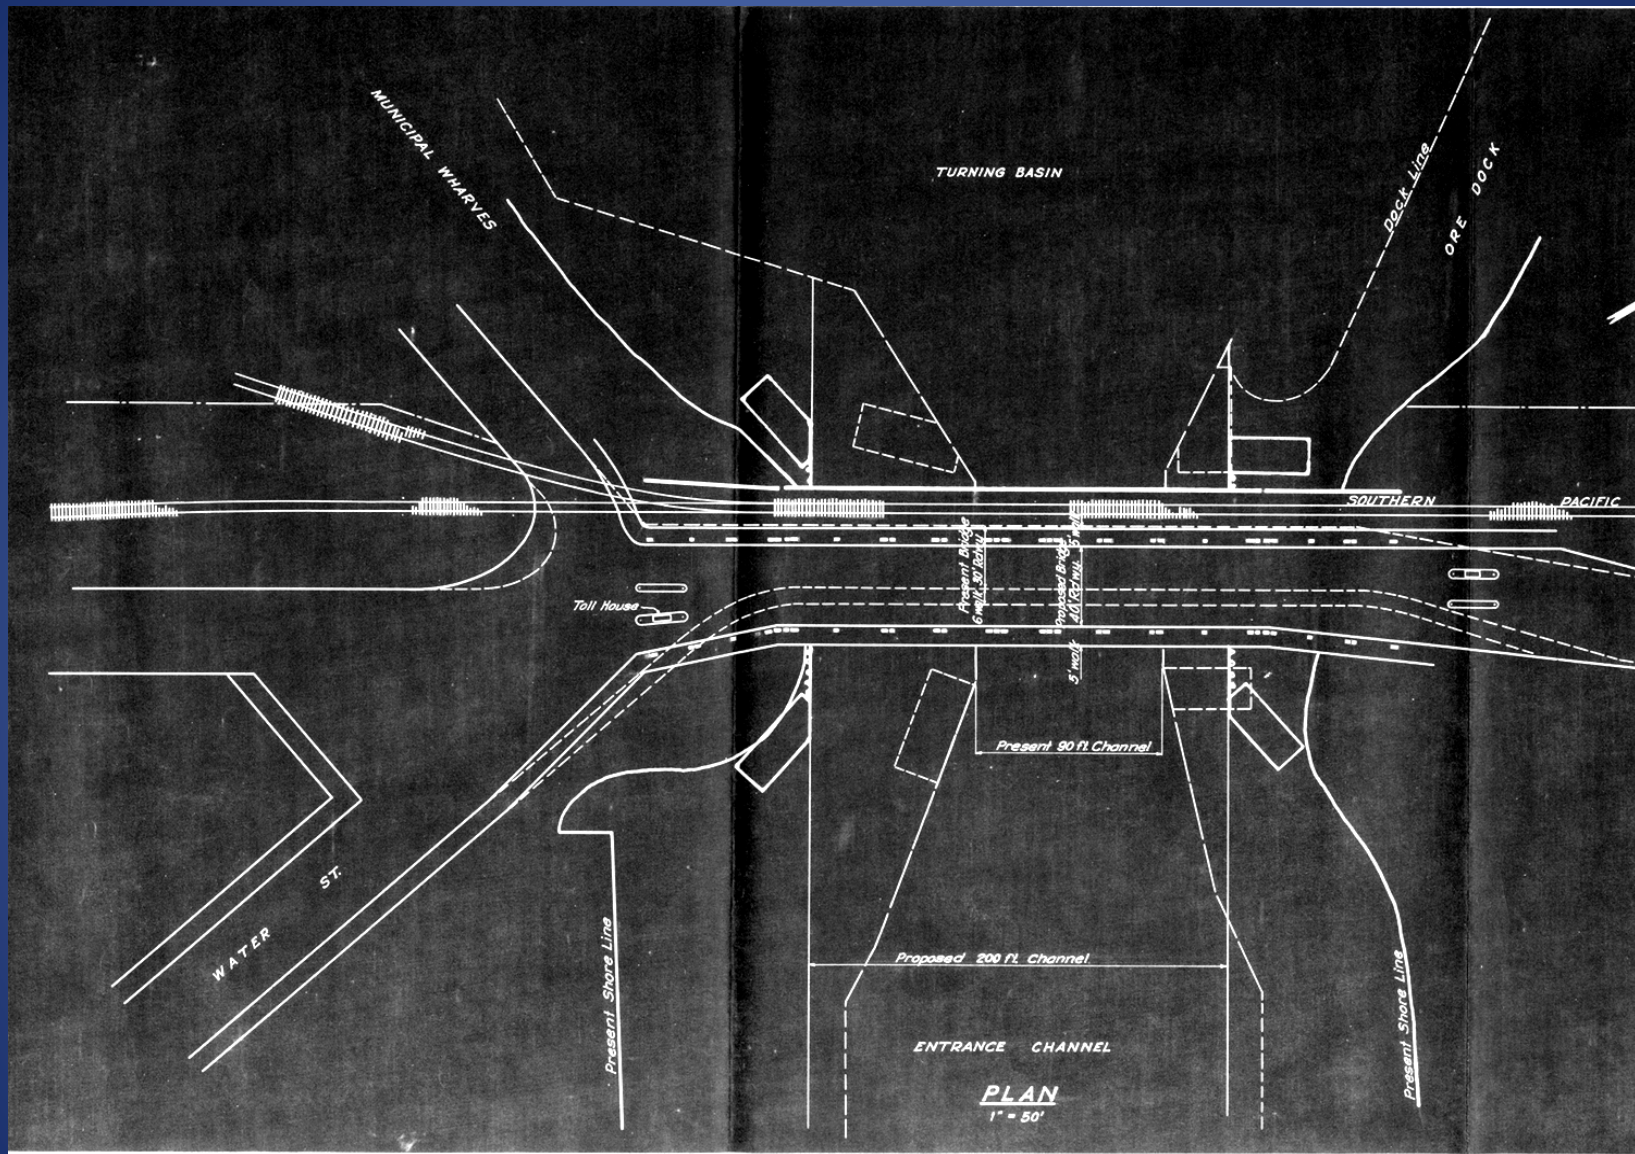 MUNICIPAL WHARVES
TURNING BASIN
Dock Line
ORE DOCK
SOUTHERN PACIFIC
Present Bridge
6' walk, 30' Rdwy.
Proposed Bridge
5' walk 40' Rdwy. 5' walk
Toll House
Present 90 ft. Channel
WATER ST.
Present Shore Line
Proposed 200 ft. Channel
Present Shore Line
ENTRANCE CHANNEL
PLAN
1" = 50'